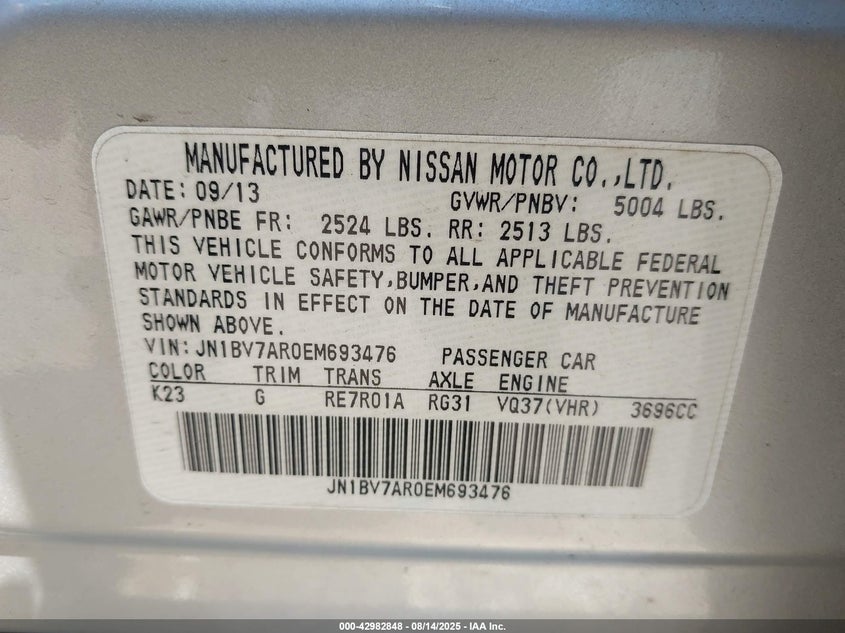 MANUFACTURED BY NISSAN MOTOR CO.,LTD.
DATE: 09/13 GVWR/PNBV: 5004 LBS.
GAWR/PNBE FR: 2524 LBS. RR: 2513 LBS.
THIS VEHICLE CONFORMS TO ALL APPLICABLE FEDERAL
MOTOR VEHICLE SAFETY,BUMPER,AND THEFT PREVENTION
STANDARDS IN EFFECT ON THE DATE OF MANUFACTURE
SHOWN ABOVE.
VIN: JN1BV7AR0EM693476 PASSENGER CAR
COLOR TRIM TRANS AXLE ENGINE
K23 G RE7R01A RG31 VQ37(VHR) 3696CC
JN1BV7AR0EM693476
000-42982848 - 08/14/2025 - IAA Inc.